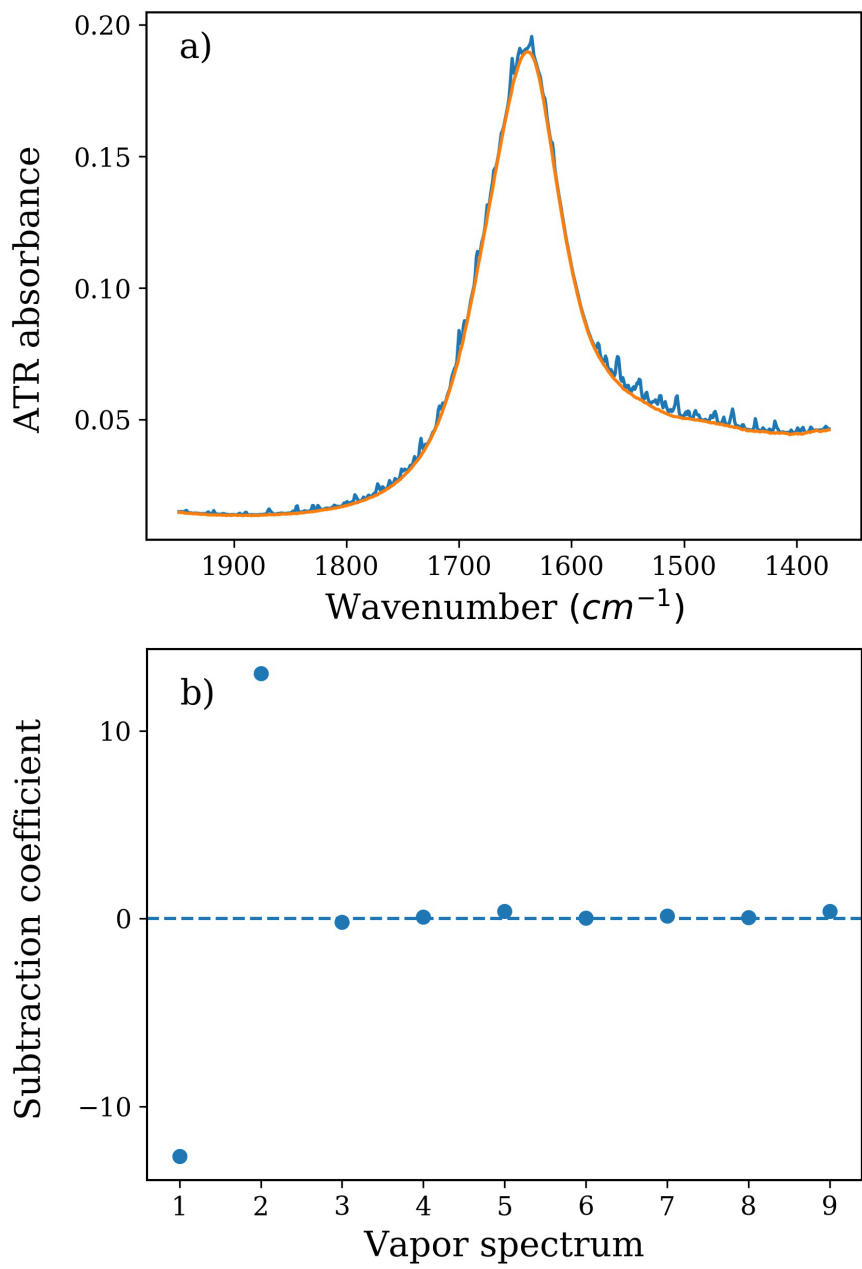 a)
ATR absorbance
0.20
0.15
0.10
0.05
1900 1800 1700 1600 1500 1400
Wavenumber (cm⁻¹)
b)
Subtraction coefficient
10
0
−10
1 2 3 4 5 6 7 8 9
Vapor spectrum